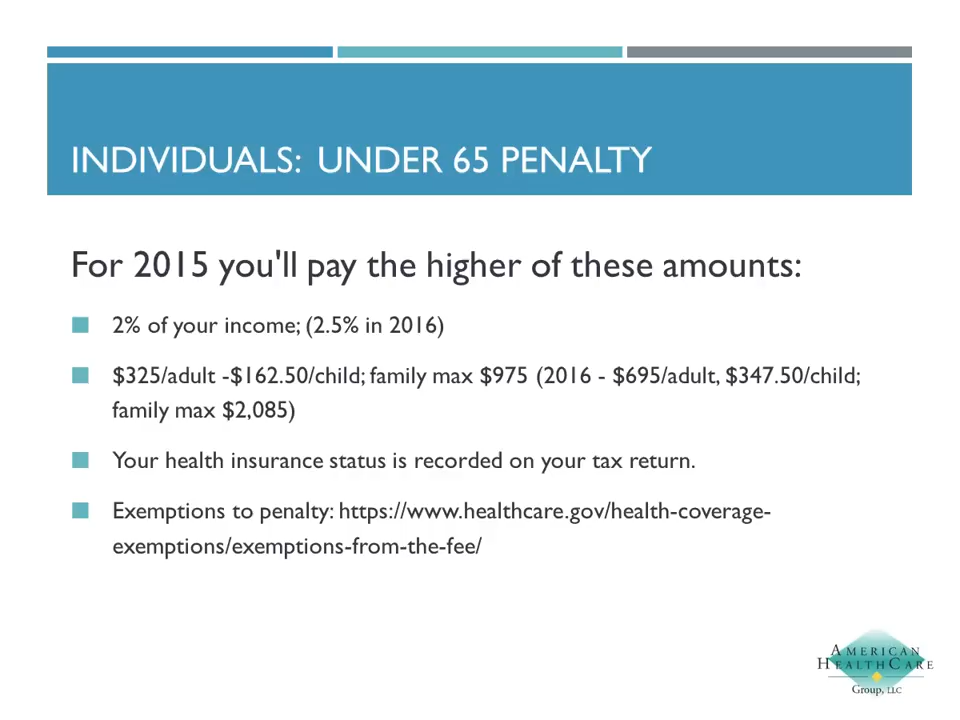 INDIVIDUALS: UNDER 65 PENALTY
For 2015 you'll pay the higher of these amounts:
2% of your income; (2.5% in 2016)
$325/adult -$162.50/child; family max $975 (2016 - $695/adult, $347.50/child;
family max $2,085)
Your health insurance status is recorded on your tax return.
Exemptions to penalty: https://www.healthcare.gov/health-coverage-
exemptions/exemptions-from-the-fee/
AMERICAN
HEALTHCARE
Group, LLC